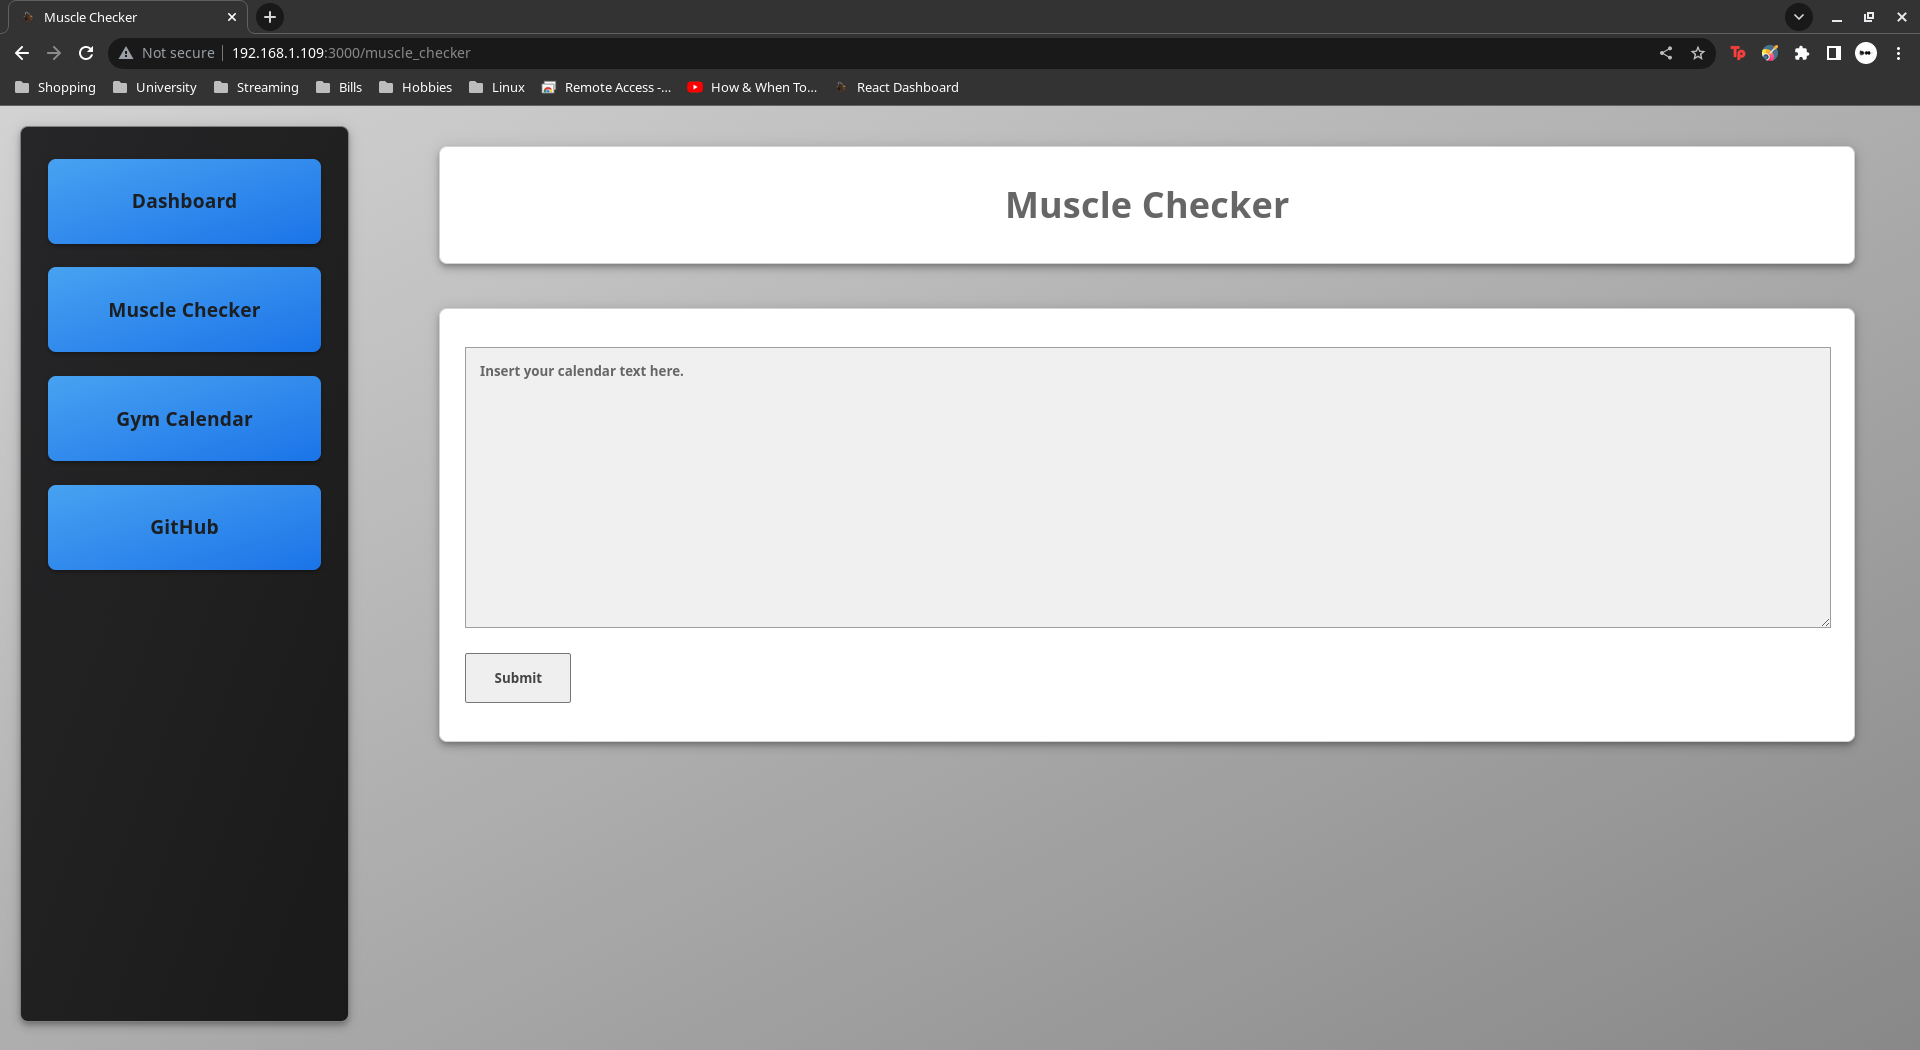 Muscle Checker
Not secure 192.168.1.109:3000/muscle_checker
Shopping University Streaming Bills Hobbies Linux Remote Access -... How & When To... React Dashboard
Dashboard
Muscle Checker
Gym Calendar
GitHub
Muscle Checker
Insert your calendar text here.
Submit